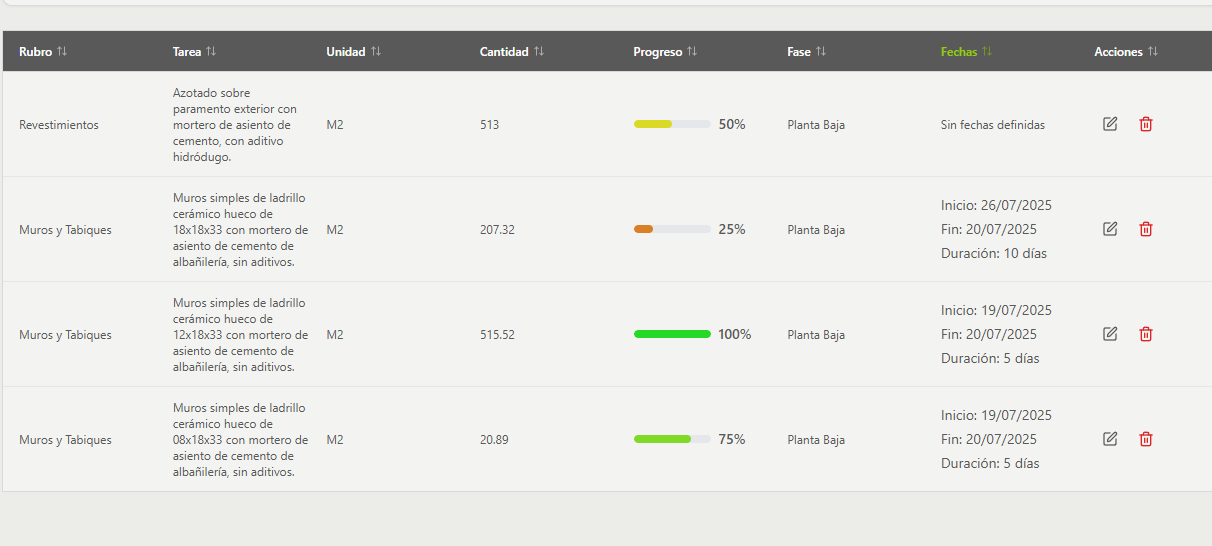 Rubro Tarea Unidad Cantidad Progreso Fase Fechas Acciones
Azotado sobre
paramento exterior con
mortero de asiento de
cemento, con aditivo
hidródugo.
Revestimientos
M2
513
50%
Planta Baja
Sin fechas definidas
Muros y Tabiques
Muros simples de ladrillo
cerámico hueco de
18x18x33 con mortero de
asiento de cemento de
albañilería, sin aditivos.
M2
207.32
25%
Planta Baja
Inicio: 26/07/2025
Fin: 20/07/2025
Duración: 10 días
Muros y Tabiques
Muros simples de ladrillo
cerámico hueco de
12x18x33 con mortero de
asiento de cemento de
albañilería, sin aditivos.
M2
515.52
100%
Planta Baja
Inicio: 19/07/2025
Fin: 20/07/2025
Duración: 5 días
Muros y Tabiques
Muros simples de ladrillo
cerámico hueco de
08x18x33 con mortero de
asiento de cemento de
albañilería, sin aditivos.
M2
20.89
75%
Planta Baja
Inicio: 19/07/2025
Fin: 20/07/2025
Duración: 5 días